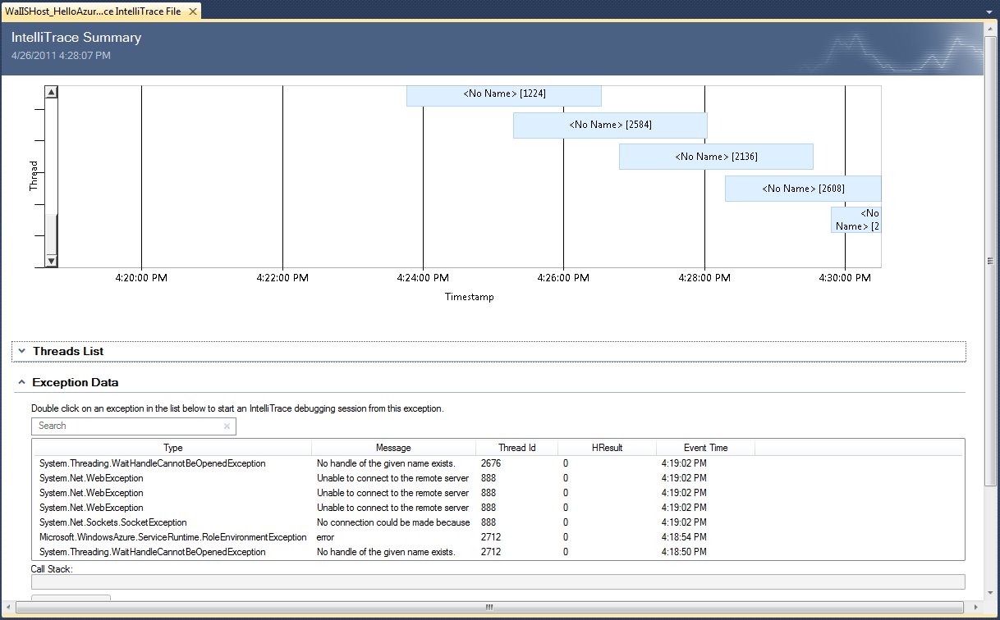 WaIISHost_HelloAzur...ce IntelliTrace File
IntelliTrace Summary
4/26/2011 4:28:07 PM
Thread
<No Name> [1224]
<No Name> [2584]
<No Name> [2136]
<No Name> [2608]
<No
Name> [2
4:20:00 PM 4:22:00 PM 4:24:00 PM 4:26:00 PM 4:28:00 PM 4:30:00 PM
Timestamp
Threads List
Exception Data
Double click on an exception in the list below to start an IntelliTrace debugging session from this exception.
Search
Type Message Thread Id HResult Event Time
System.Threading.WaitHandleCannotBeOpenedException No handle of the given name exists. 2676 0 4:19:02 PM
System.Net.WebException Unable to connect to the remote server 888 0 4:19:02 PM
System.Net.WebException Unable to connect to the remote server 888 0 4:19:02 PM
System.Net.WebException Unable to connect to the remote server 888 0 4:19:02 PM
System.Net.Sockets.SocketException No connection could be made because 888 0 4:19:02 PM
Microsoft.WindowsAzure.ServiceRuntime.RoleEnvironmentException error 2712 0 4:18:54 PM
System.Threading.WaitHandleCannotBeOpenedException No handle of the given name exists. 2712 0 4:18:50 PM
Call Stack: